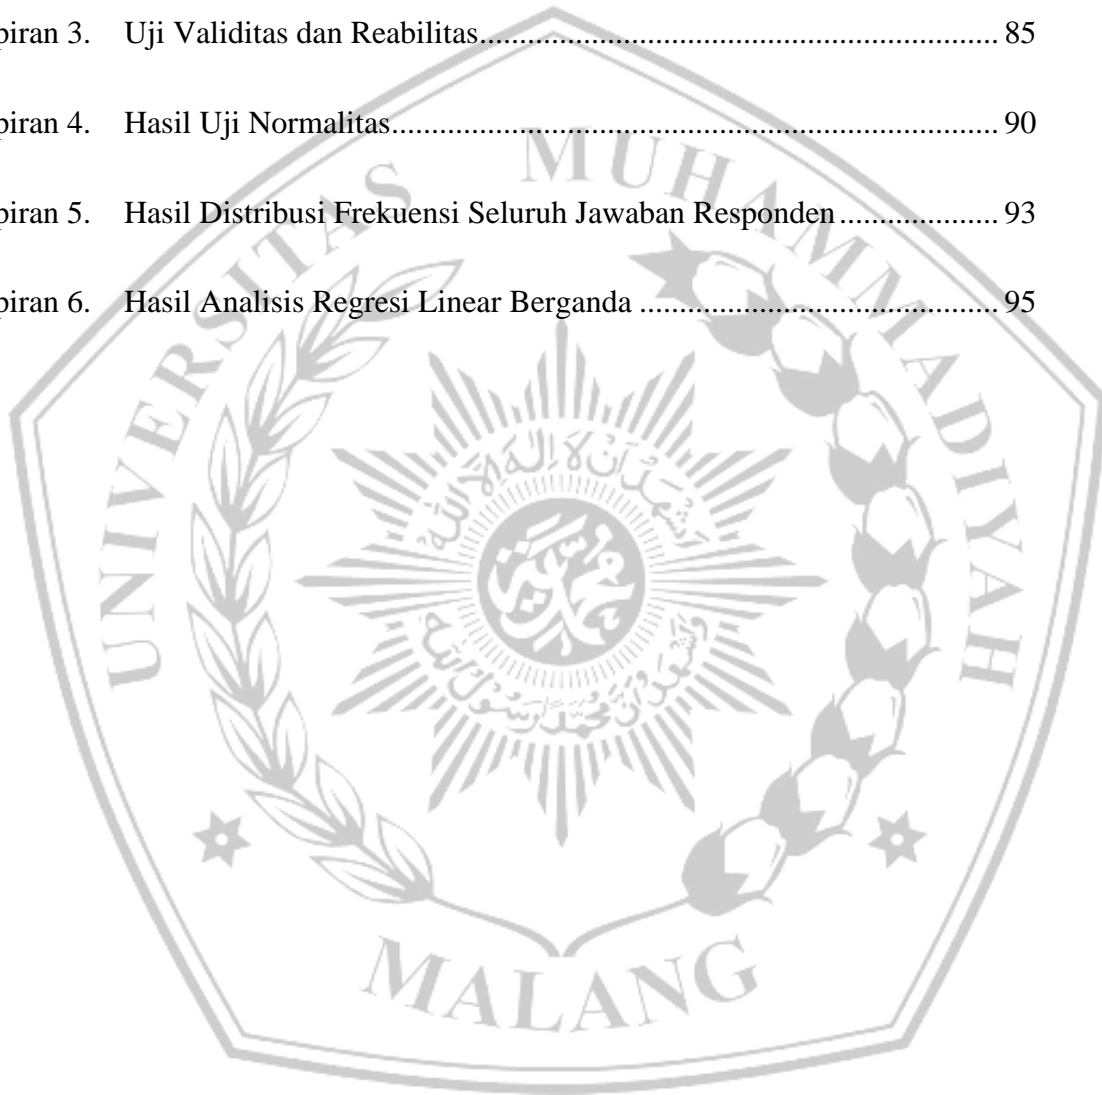 piran 3. Uji Validitas dan Reabilitas................................................................. 85
piran 4. Hasil Uji Normalitas............................................................................ 90
piran 5. Hasil Distribusi Frekuensi Seluruh Jawaban Responden.................... 93
piran 6. Hasil Analisis Regresi Linear Berganda ............................................. 95
UNIVERSITAS MUHAMMADIYAH
MALANG